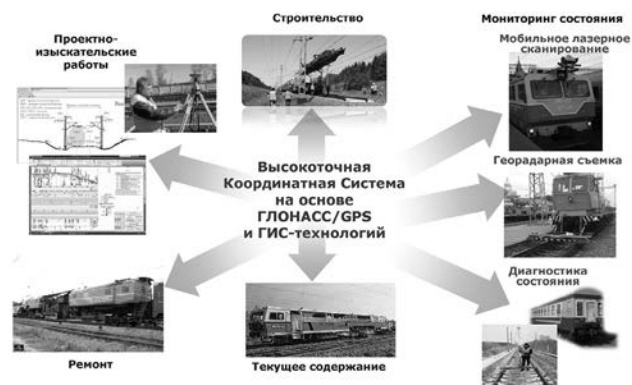 Строительство
Мониторинг состояния
Проектно-
изыскательские
работы
Мобильное лазерное
сканирование
Высокоточная
Координатная Система
на основе
ГЛОНАСС/GPS
и ГИС-технологий
Георадарная съемка
Диагностика
состояния
Ремонт
Текущее содержание